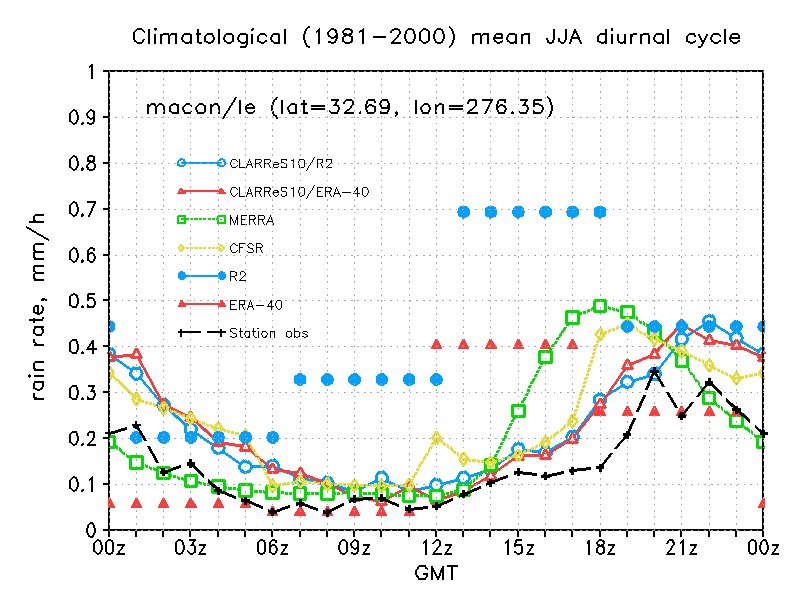 Climatological (1981-2000) mean JJA diurnal cycle
macon/le (lat=32.69, lon=276.35)
CLARReS10/R2
CLARReS10/ERA-40
MERRA
CFSR
R2
ERA-40
Station obs
rain rate, mm/h
1
0.9
0.8
0.7
0.6
0.5
0.4
0.3
0.2
0.1
0
00z 03z 06z 09z 12z 15z 18z 21z 00z
GMT